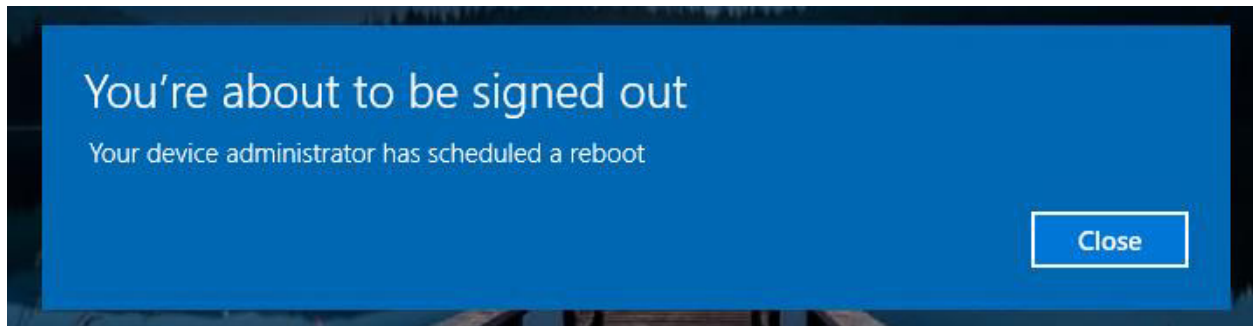 You’re about to be signed out
Your device administrator has scheduled a reboot
Close